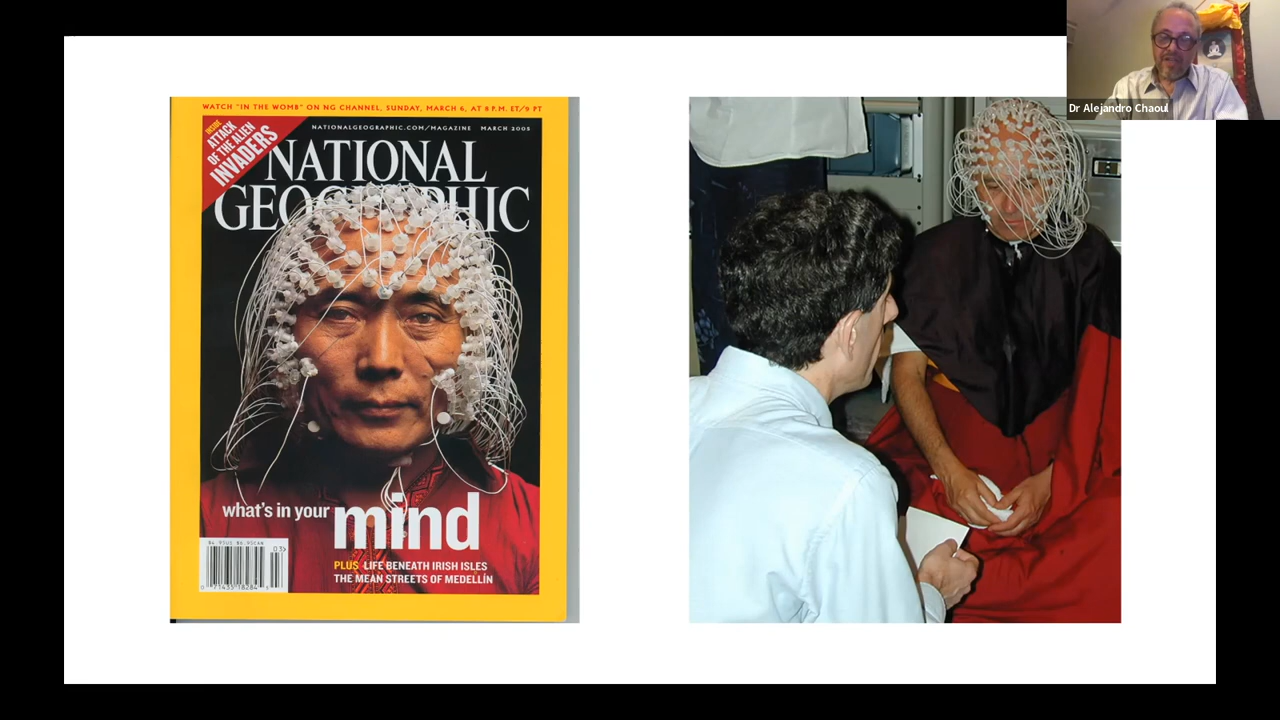 WATCH "IN THE WOMB" ON NG CHANNEL, SUNDAY, MARCH 6, AT 8 P.M. ET/9 PT
INSIDE
ATTACK
OF THE ALIEN
INVADERS
NATIONALGEOGRAPHIC.COM/MAGAZINE MARCH 2005
NATIONAL
GEOGRAPHIC
what's in your mind
PLUS LIFE BENEATH IRISH ISLES
THE MEAN STREETS OF MEDELLÍN
Dr Alejandro Chaoul